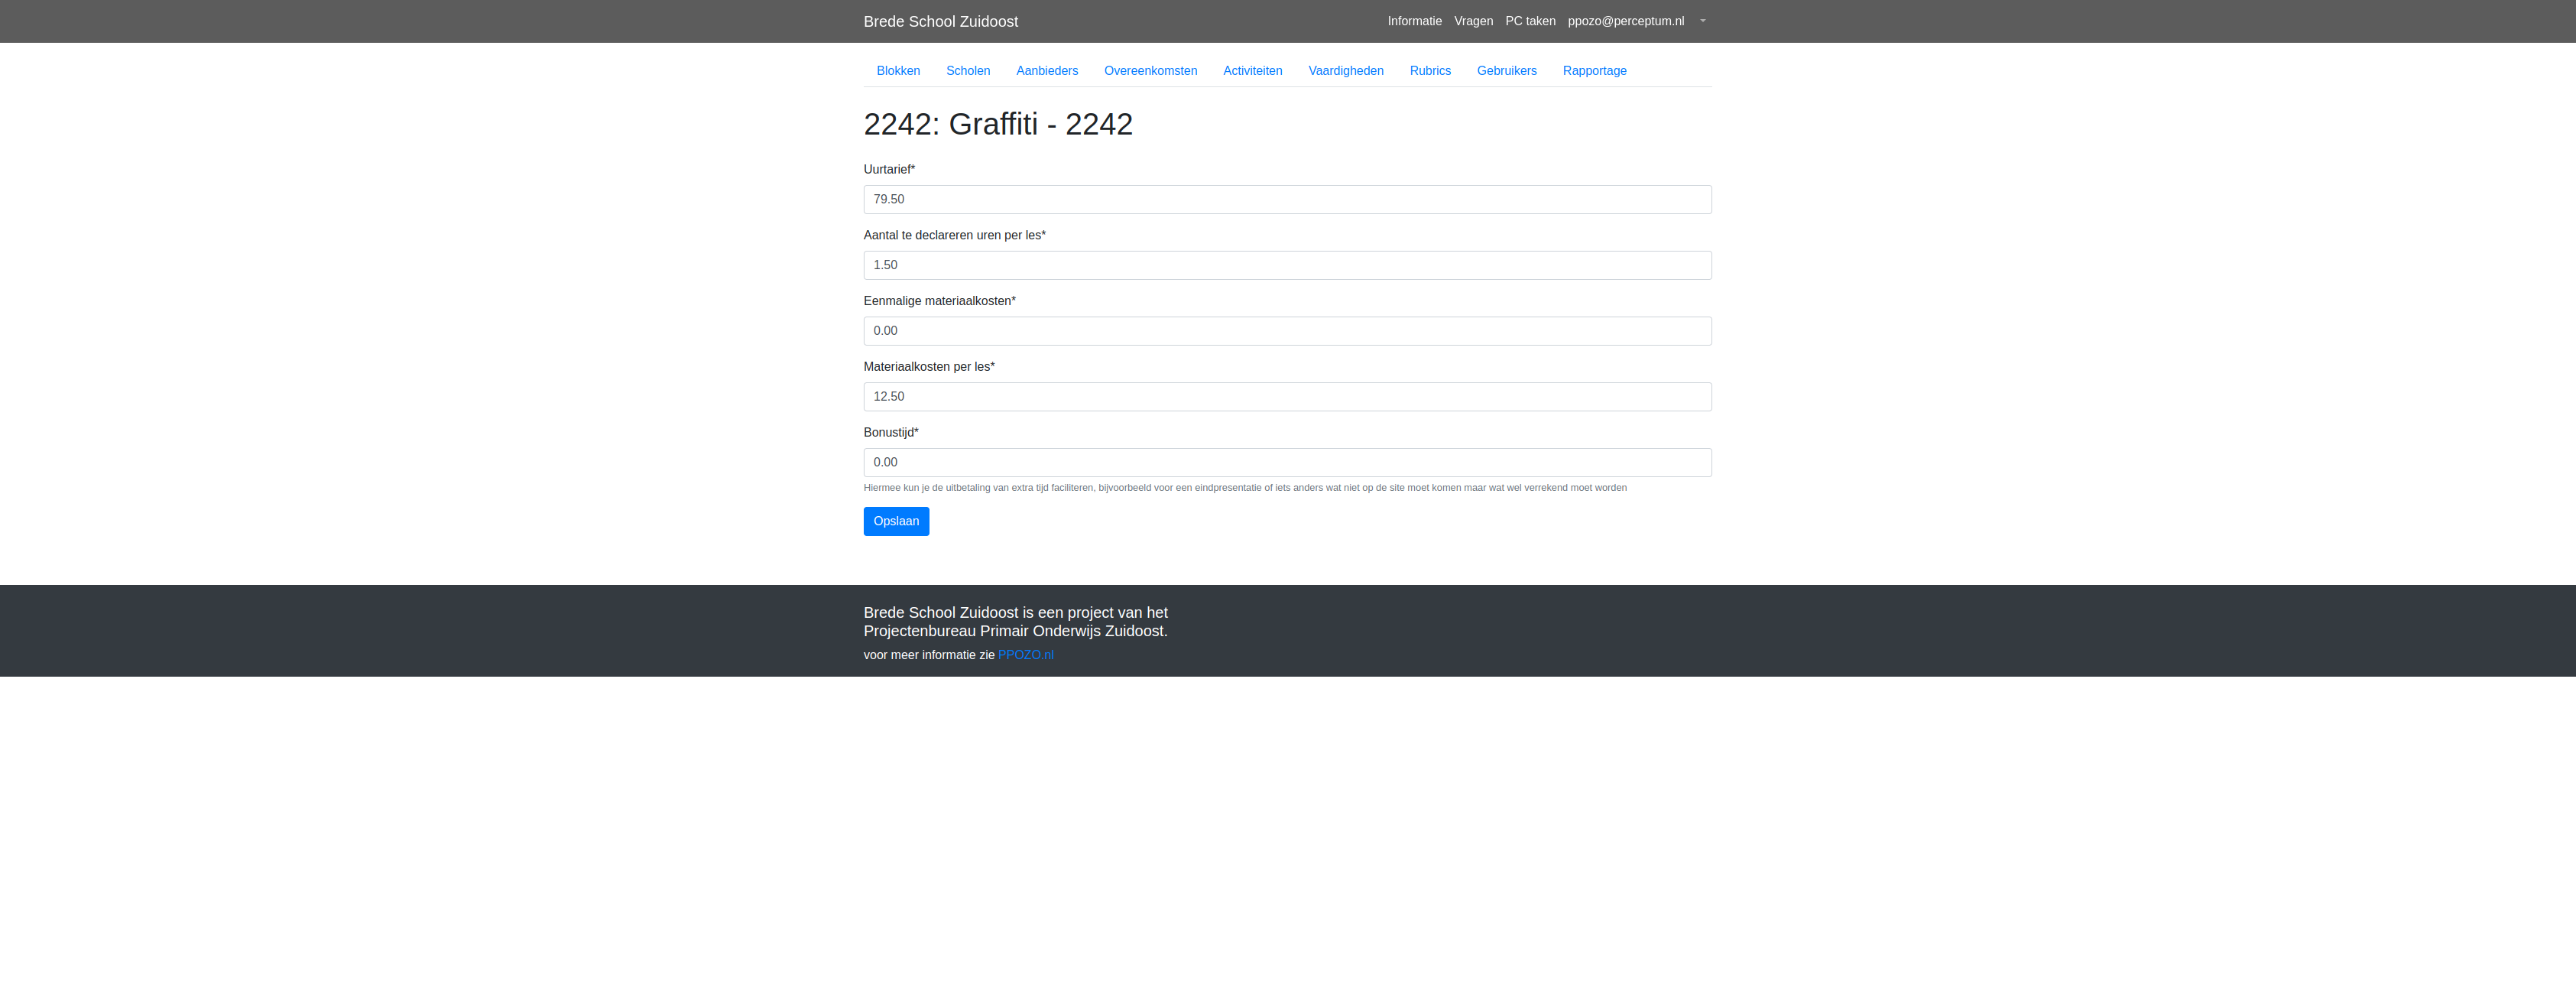 Brede School Zuidoost
Informatie Vragen PC taken ppozo@perceptum.nl
Blokken Scholen Aanbieders Overeenkomsten Activiteiten Vaardigheden Rubrics Gebruikers Rapportage
2242: Graffiti - 2242
Uurtarief*
79.50
Aantal te declareren uren per les*
1.50
Eenmalige materiaalkosten*
0.00
Materiaalkosten per les*
12.50
Bonustijd*
0.00
Hiermee kun je de uitbetaling van extra tijd faciliteren, bijvoorbeeld voor een eindpresentatie of iets anders wat niet op de site moet komen maar wat wel verrekend moet worden
Opslaan
Brede School Zuidoost is een project van het
Projectenbureau Primair Onderwijs Zuidoost.
voor meer informatie zie PPOZO.nl